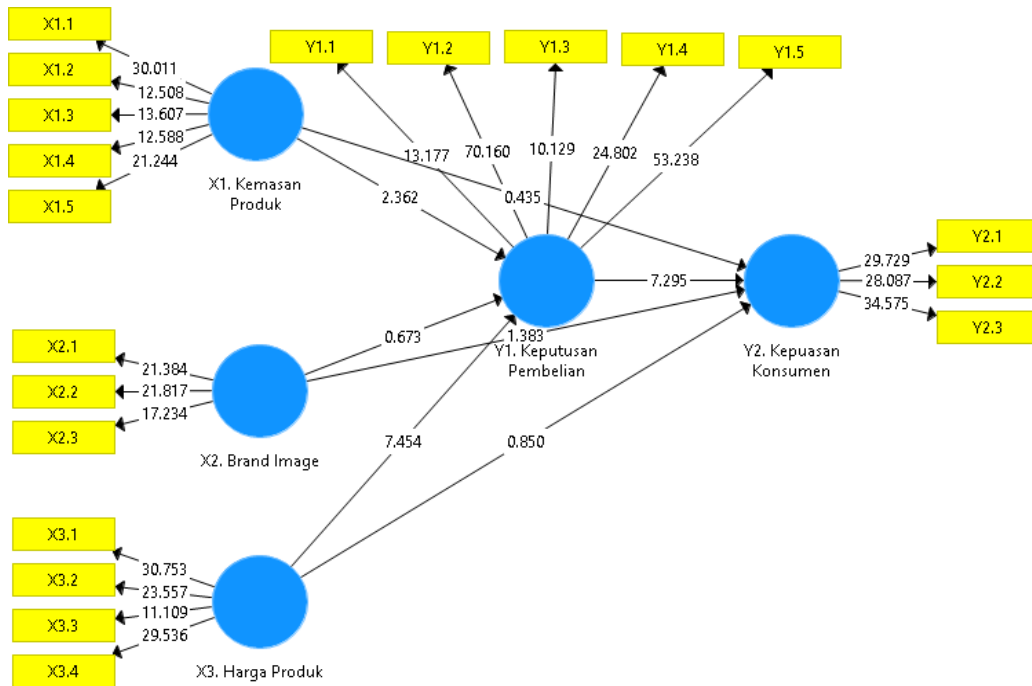 X1.1
X1.2
X1.3
X1.4
X1.5
30.011
12.508
13.607
12.588
21.244
X1. Kemasan
Produk
Y1.1
Y1.2
Y1.3
Y1.4
Y1.5
13.177
70.160
10.129
24.802
53.238
2.362
0.435
X2.1
X2.2
X2.3
21.384
21.817
17.234
X2. Brand Image
0.673
1.383
Y1. Keputusan
Pembelian
7.295
Y2. Kepuasan
Konsumen
29.729
28.087
34.575
Y2.1
Y2.2
Y2.3
X3.1
X3.2
X3.3
X3.4
30.753
23.557
11.109
29.536
X3. Harga Produk
7.454
0.850